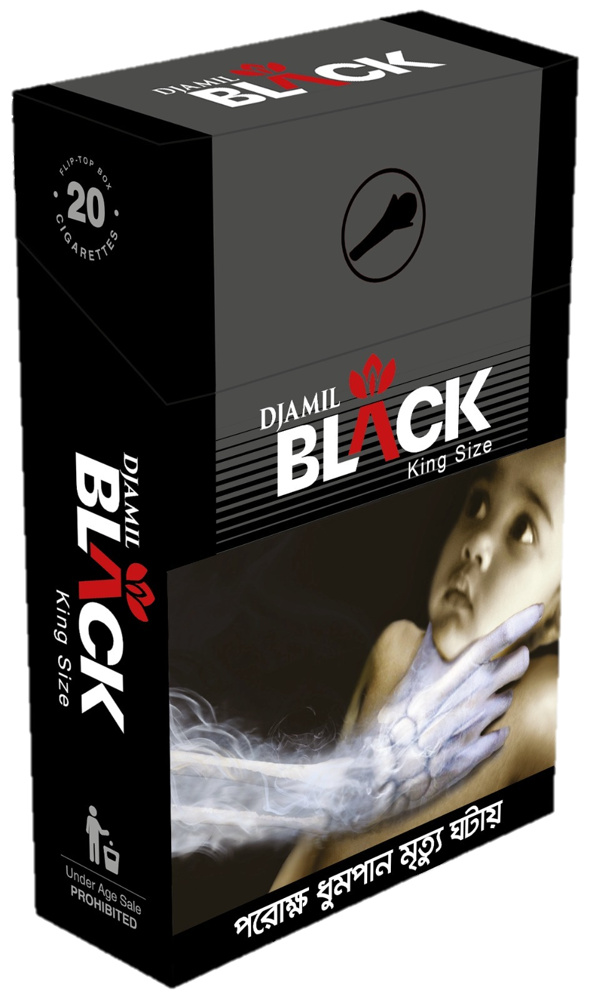 DJAMIL
BLACK
FLIP-TOP BOX
20
CIGARETTES
DJAMIL
BLACK
King Size
DJAMIL
BLACK
King Size
Under Age Sale
PROHIBITED
পরোক্ষ ধুমপান মৃত্যু ঘটায়